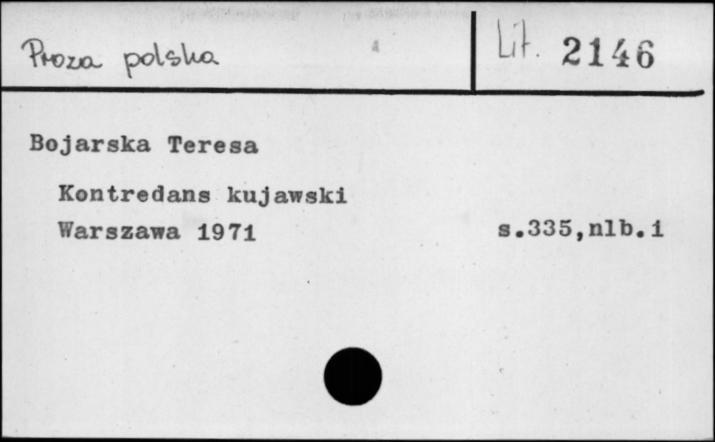 Proza polska Lit. 2146
Bojarska Teresa
Kontredans kujawski
Warszawa 1971 s.335,nlb.1